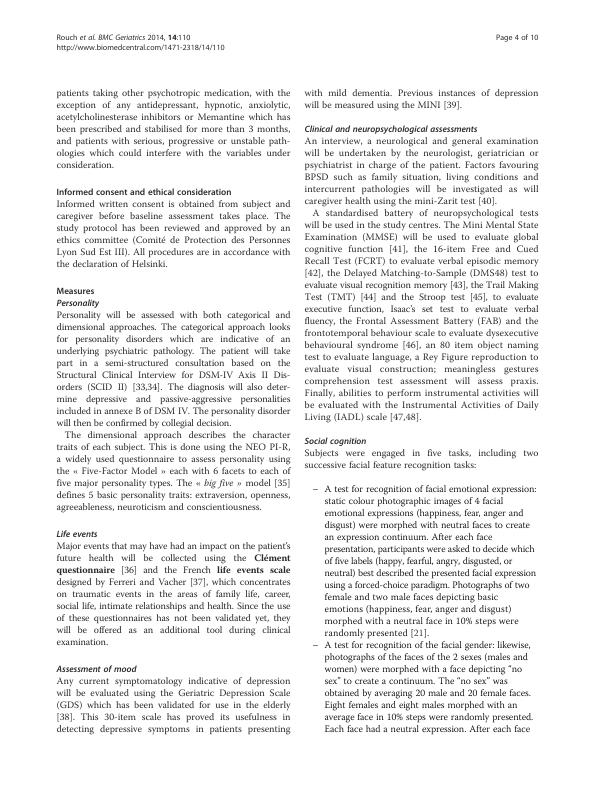 Rouch et al. BMC Geriatrics 2014, 14:110
http://www.biomedcentral.com/1471-2318/14/110
Page 4 of 10
patients taking other psychotropic medication, with the
exception of any antidepressant, hypnotic, anxiolytic,
acetylcholinesterase inhibitors or Memantine which has
been prescribed and stabilised for more than 3 months,
and patients with serious, progressive or unstable path-
ologies which could interfere with the variables under
consideration.
Informed consent and ethical consideration
Informed written consent is obtained from subject and
caregiver before baseline assessment takes place. The
study protocol has been reviewed and approved by an
ethics committee (Comité de Protection des Personnes
Lyon Sud Est III). All procedures are in accordance with
the declaration of Helsinki.
Measures
Personality
Personality will be assessed with both categorical and
dimensional approaches. The categorical approach looks
for personality disorders which are indicative of an
underlying psychiatric pathology. The patient will take
part in a semi-structured consultation based on the
Structural Clinical Interview for DSM-IV Axis II Dis-
orders (SCID II) [33,34]. The diagnosis will also deter-
mine depressive and passive-aggressive personalities
included in annexe B of DSM IV. The personality disorder
will then be confirmed by collegial decision.
The dimensional approach describes the character
traits of each subject. This is done using the NEO PI-R,
a widely used questionnaire to assess personality using
the « Five-Factor Model » each with 6 facets to each of
five major personality types. The « big five » model [35]
defines 5 basic personality traits: extraversion, openness,
agreeableness, neuroticism and conscientiousness.
Life events
Major events that may have had an impact on the patient's
future health will be collected using the Clément
questionnaire [36] and the French life events scale
designed by Ferreri and Vacher [37], which concentrates
on traumatic events in the areas of family life, career,
social life, intimate relationships and health. Since the use
of these questionnaires has not been validated yet, they
will be offered as an additional tool during clinical
examination.
Assessment of mood
Any current symptomatology indicative of depression
will be evaluated using the Geriatric Depression Scale
(GDS) which has been validated for use in the elderly
[38]. This 30-item scale has proved its usefulness in
detecting depressive symptoms in patients presenting
with mild dementia. Previous instances of depression
will be measured using the MINI [39].
Clinical and neuropsychological assessments
An interview, a neurological and general examination
will be undertaken by the neurologist, geriatrician or
psychiatrist in charge of the patient. Factors favouring
BPSD such as family situation, living conditions and
intercurrent pathologies will be investigated as will
caregiver health using the mini-Zarit test [40].
A standardised battery of neuropsychological tests
will be used in the study centres. The Mini Mental State
Examination (MMSE) will be used to evaluate global
cognitive function [41], the 16-item Free and Cued
Recall Test (FCRT) to evaluate verbal episodic memory
[42], the Delayed Matching-to-Sample (DMS48) test to
evaluate visual recognition memory [43], the Trail Making
Test (TMT) [44] and the Stroop test [45], to evaluate
executive function, Isaac's set test to evaluate verbal
fluency, the Frontal Assessment Battery (FAB) and the
frontotemporal behaviour scale to evaluate dysexecutive
behavioural syndrome [46], an 80 item object naming
test to evaluate language, a Rey Figure reproduction to
evaluate visual construction; meaningless gestures
comprehension test assessment will assess praxis.
Finally, abilities to perform instrumental activities will
be evaluated with the Instrumental Activities of Daily
Living (IADL) scale [47,48].
Social cognition
Subjects were engaged in five tasks, including two
successive facial feature recognition tasks:
– A test for recognition of facial emotional expression:
static colour photographic images of 4 facial
emotional expressions (happiness, fear, anger and
disgust) were morphed with neutral faces to create
an expression continuum. After each face
presentation, participants were asked to decide which
of five labels (happy, fearful, angry, disgusted, or
neutral) best described the presented facial expression
using a forced-choice paradigm. Photographs of two
female and two male faces depicting basic
emotions (happiness, fear, anger and disgust)
morphed with a neutral face in 10% steps were
randomly presented [21].
– A test for recognition of the facial gender: likewise,
photographs of the faces of the 2 sexes (males and
women) were morphed with a face depicting "no
sex" to create a continuum. The "no sex" was
obtained by averaging 20 male and 20 female faces.
Eight females and eight males morphed with an
average face in 10% steps were randomly presented.
Each face had a neutral expression. After each face